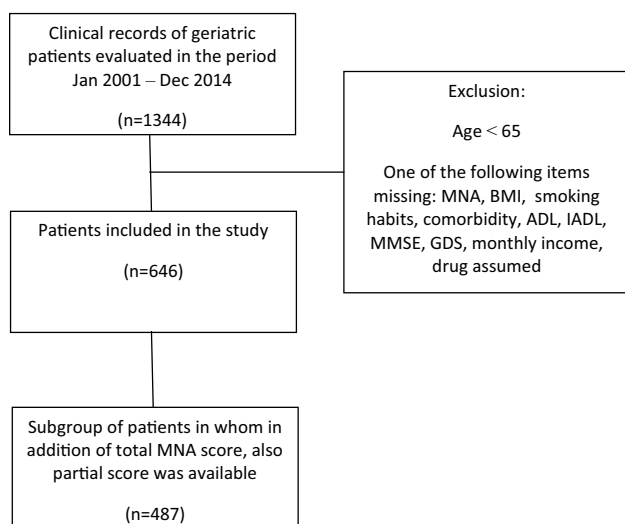 Clinical records of geriatric
patients evaluated in the period
Jan 2001 – Dec 2014
(n=1344)
Exclusion:
Age < 65
One of the following items
missing: MNA, BMI, smoking
habits, comorbidity, ADL, IADL,
MMSE, GDS, monthly income,
drug assumed
Patients included in the study
(n=646)
Subgroup of patients in whom in
addition of total MNA score, also
partial score was available
(n=487)